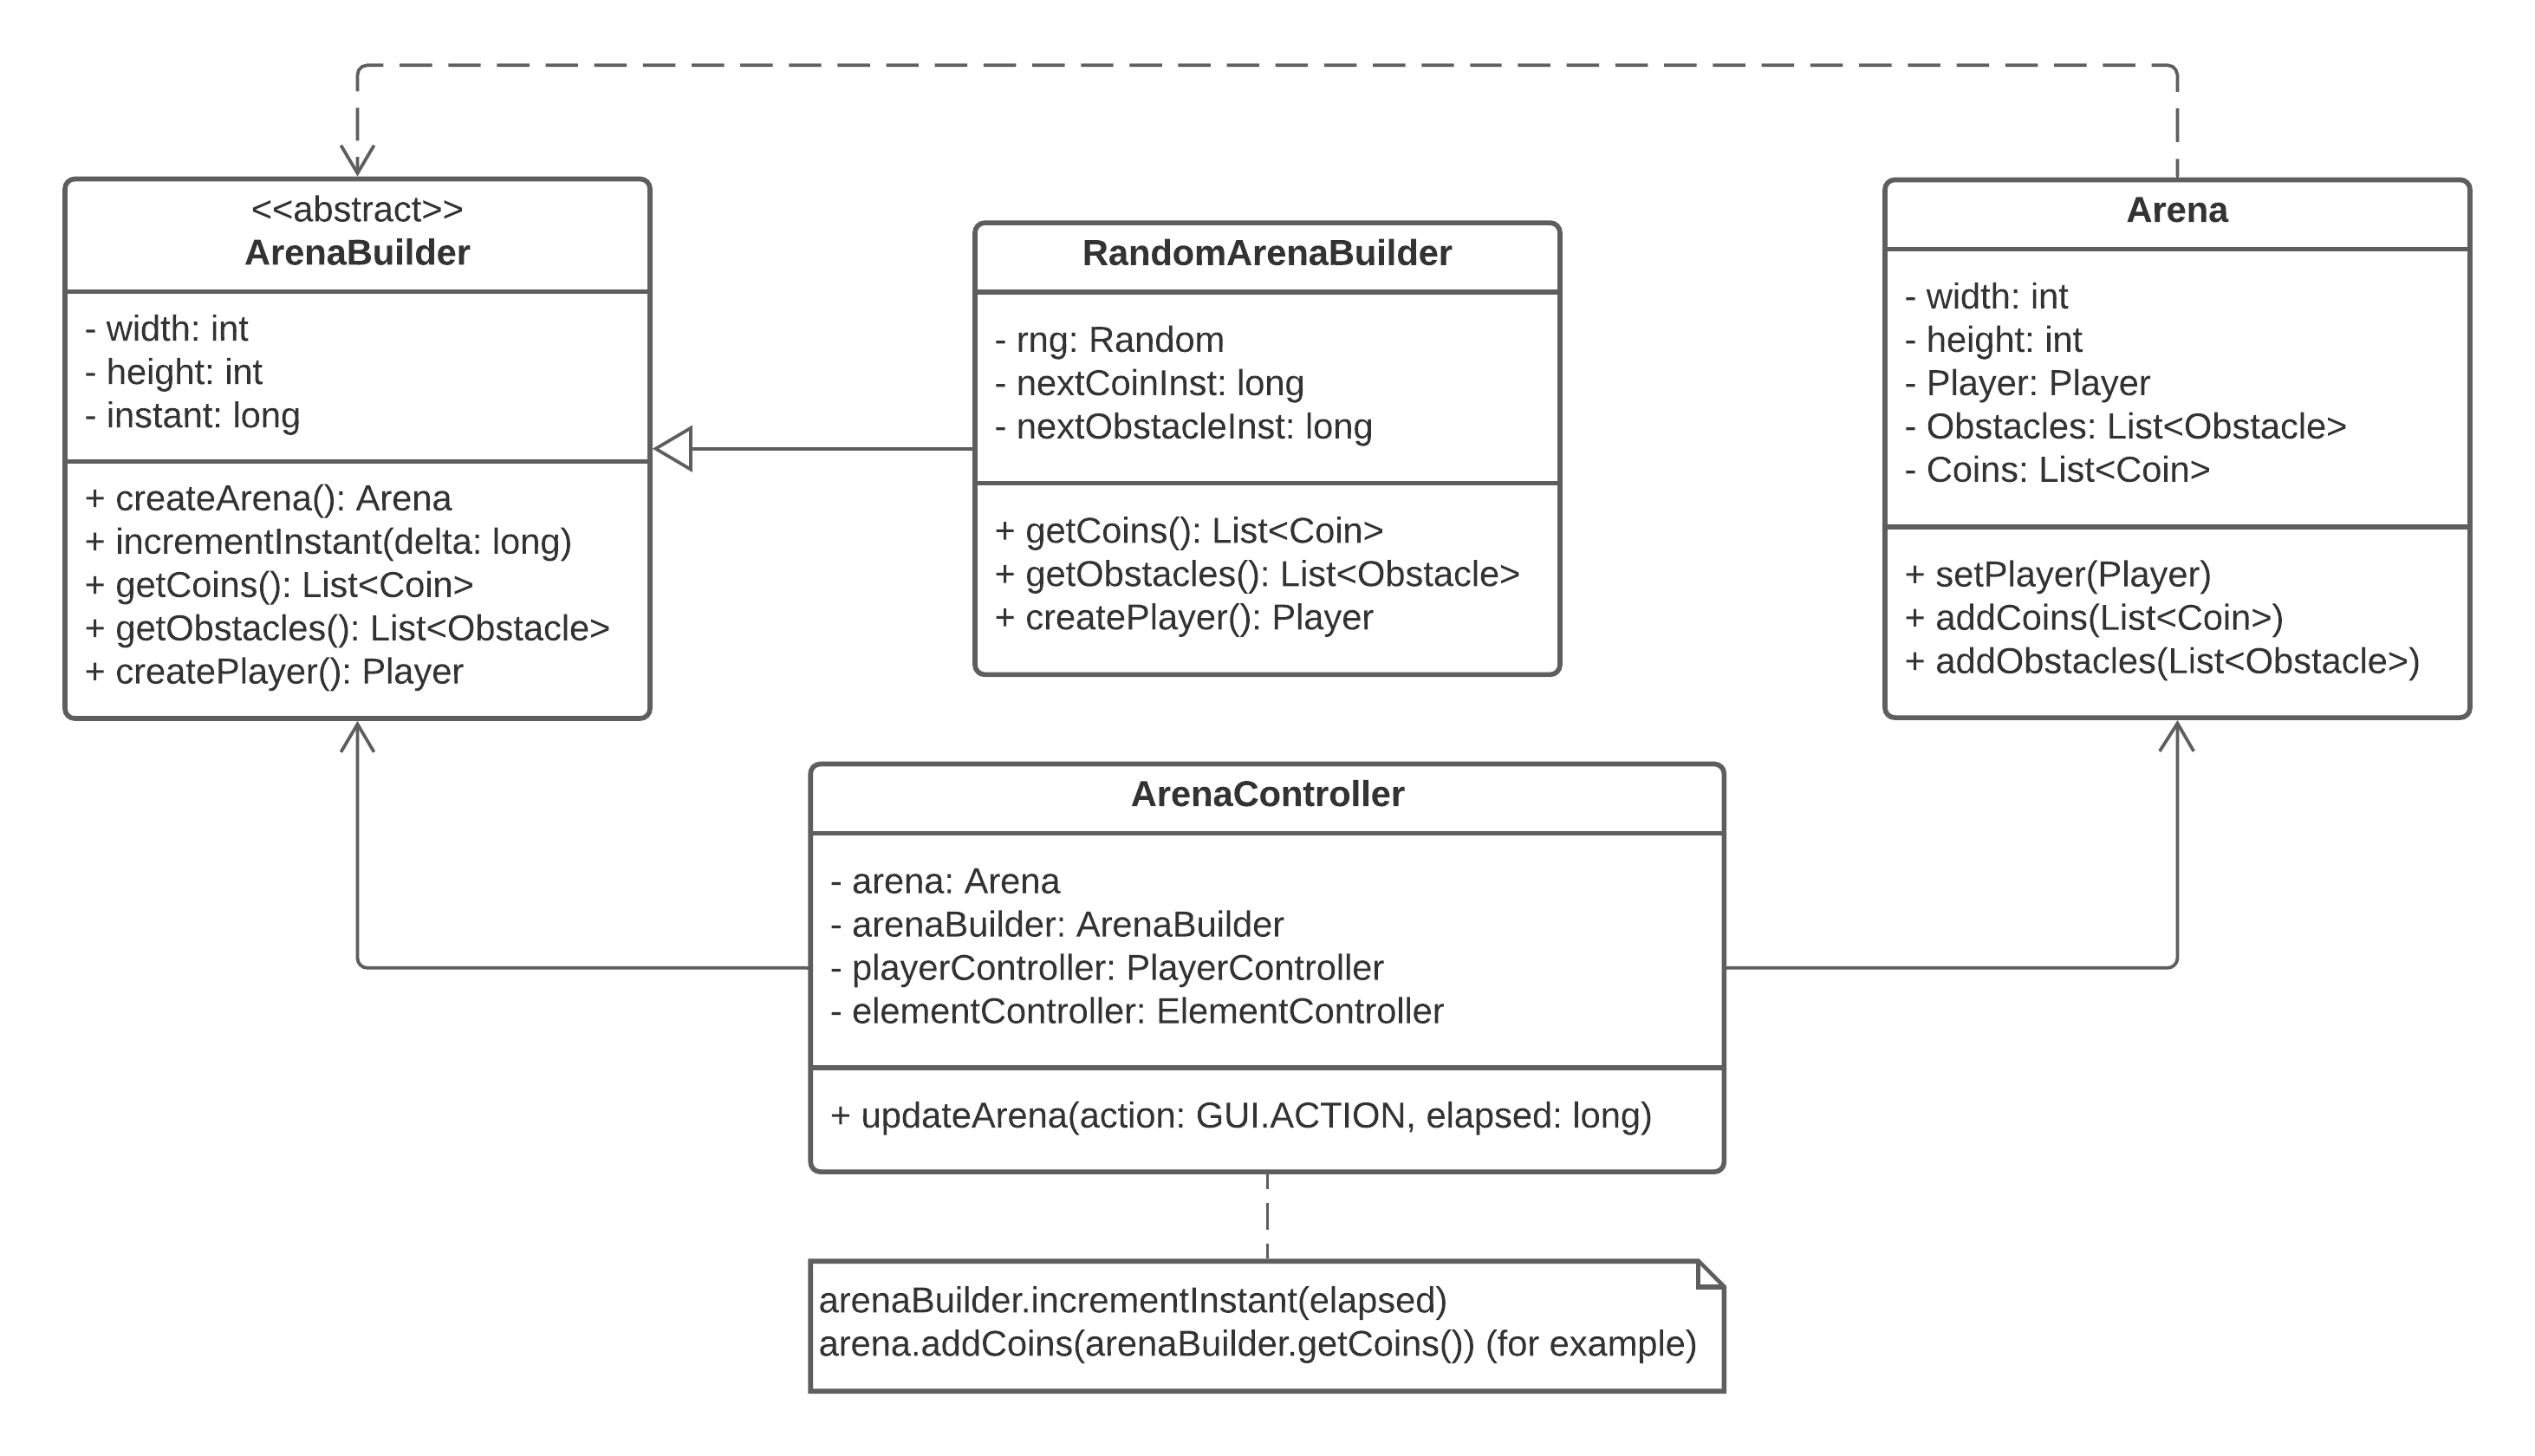 <<abstract>>
ArenaBuilder
- width: int
- height: int
- instant: long
+ createArena(): Arena
+ incrementInstant(delta: long)
+ getCoins(): List<Coin>
+ getObstacles(): List<Obstacle>
+ createPlayer(): Player
RandomArenaBuilder
- rng: Random
- nextCoinInst: long
- nextObstacleInst: long
+ getCoins(): List<Coin>
+ getObstacles(): List<Obstacle>
+ createPlayer(): Player
Arena
- width: int
- height: int
- Player: Player
- Obstacles: List<Obstacle>
- Coins: List<Coin>
+ setPlayer(Player)
+ addCoins(List<Coin>)
+ addObstacles(List<Obstacle>)
ArenaController
- arena: Arena
- arenaBuilder: ArenaBuilder
- playerController: PlayerController
- elementController: ElementController
+ updateArena(action: GUI.ACTION, elapsed: long)
arenaBuilder.incrementInstant(elapsed)
arena.addCoins(arenaBuilder.getCoins()) (for example)